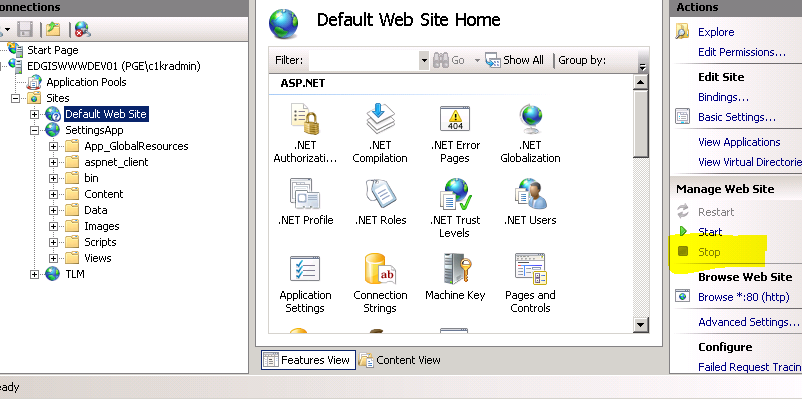 onnections
Start Page
EDGISWWWDEV01 (PGE\c1kradmin)
Application Pools
Sites
Default Web Site
SettingsApp
App_GlobalResources
aspnet_client
bin
Content
Data
Images
Scripts
Views
TLM
eady
Default Web Site Home
Filter: Go Show All Group by:
ASP.NET
.NET Authorizati...
.NET Compilation
.NET Error Pages
.NET Globalization
404
.NET Profile
.NET Roles
.NET Trust Levels
.NET Users
Application Settings
ab
Connection Strings
Machine Key
Pages and Controls
Features View Content View
Actions
Explore
Edit Permissions...
Edit Site
Bindings...
Basic Settings...
View Applications
View Virtual Directorie
Manage Web Site
Restart
Start
Stop
Browse Web Site
Browse *:80 (http)
Advanced Settings...
Configure
Failed Request Tracin